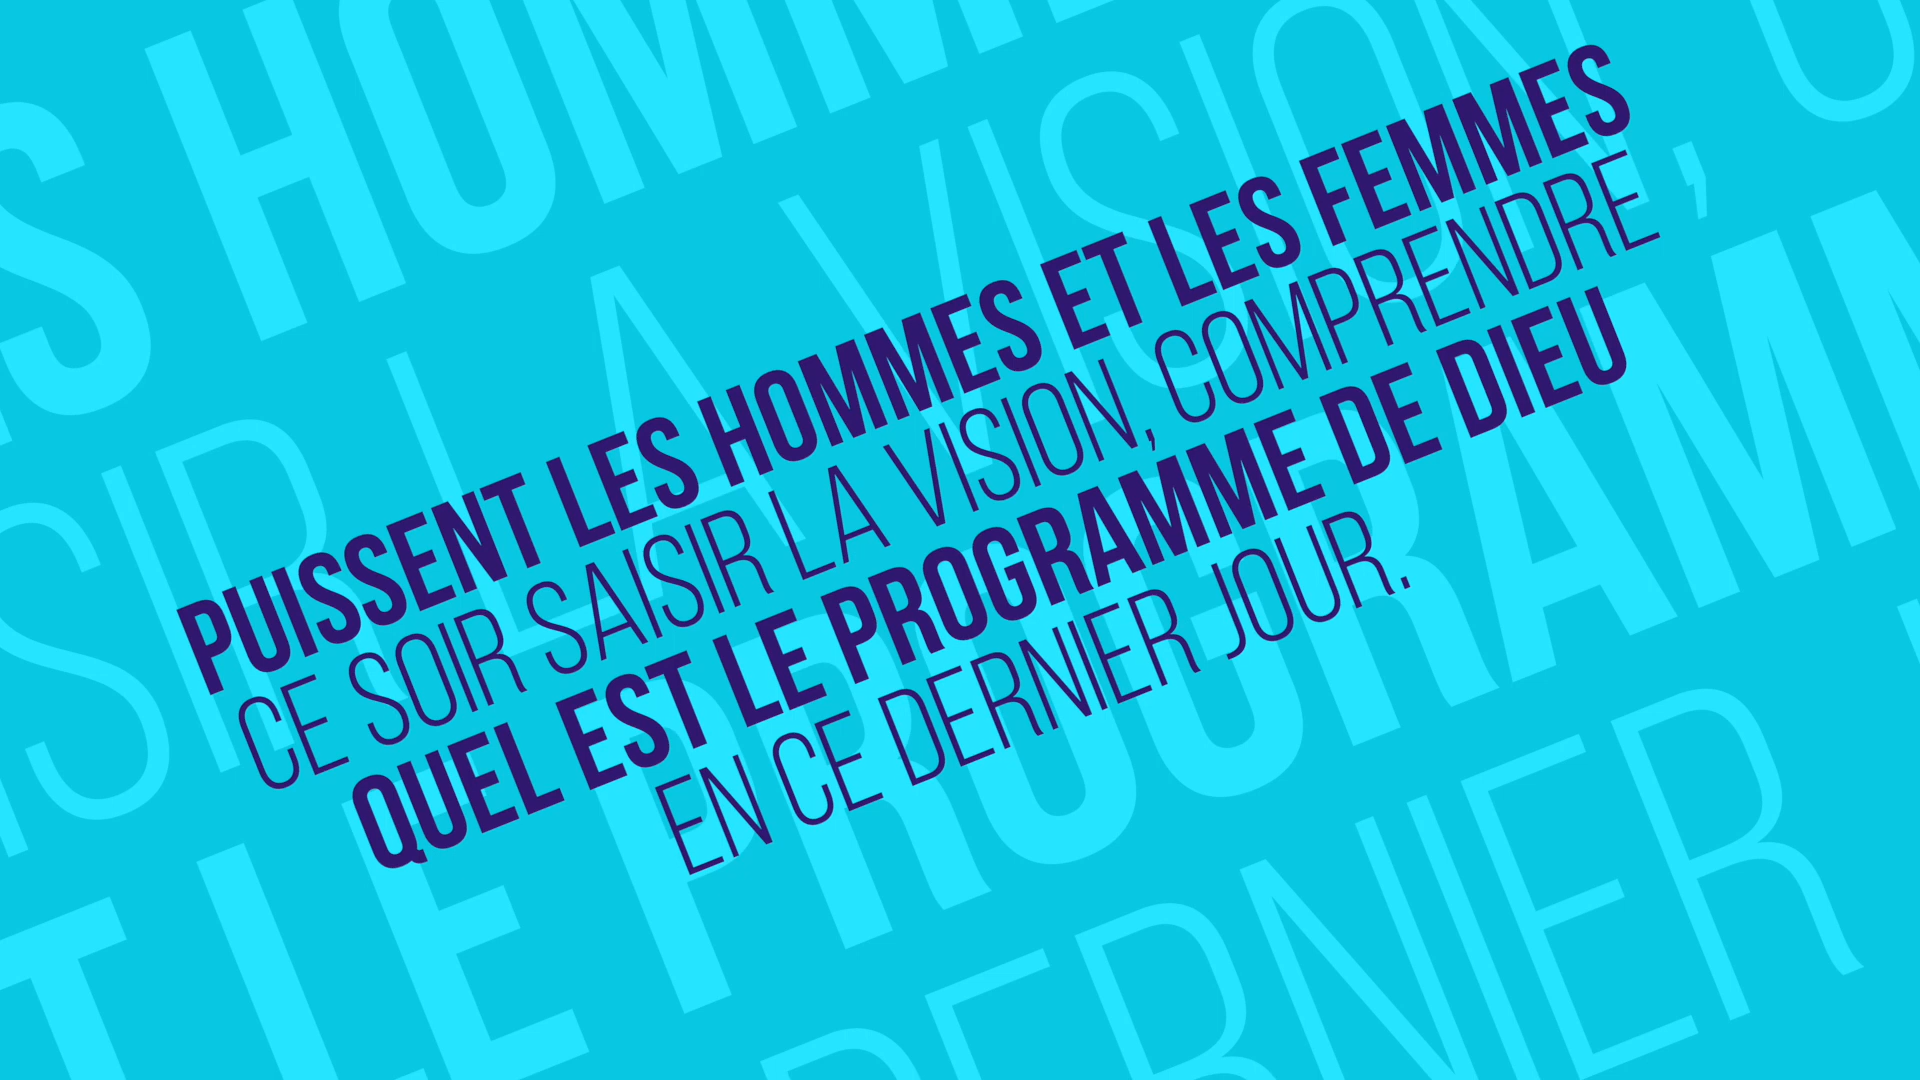 PUISSENT LES HOMMES ET LES FEMMES
CE SOIR SAISIR LA VISION, COMPRENDRE
QUEL EST LE PROGRAMME DE DIEU
EN CE DERNIER JOUR.